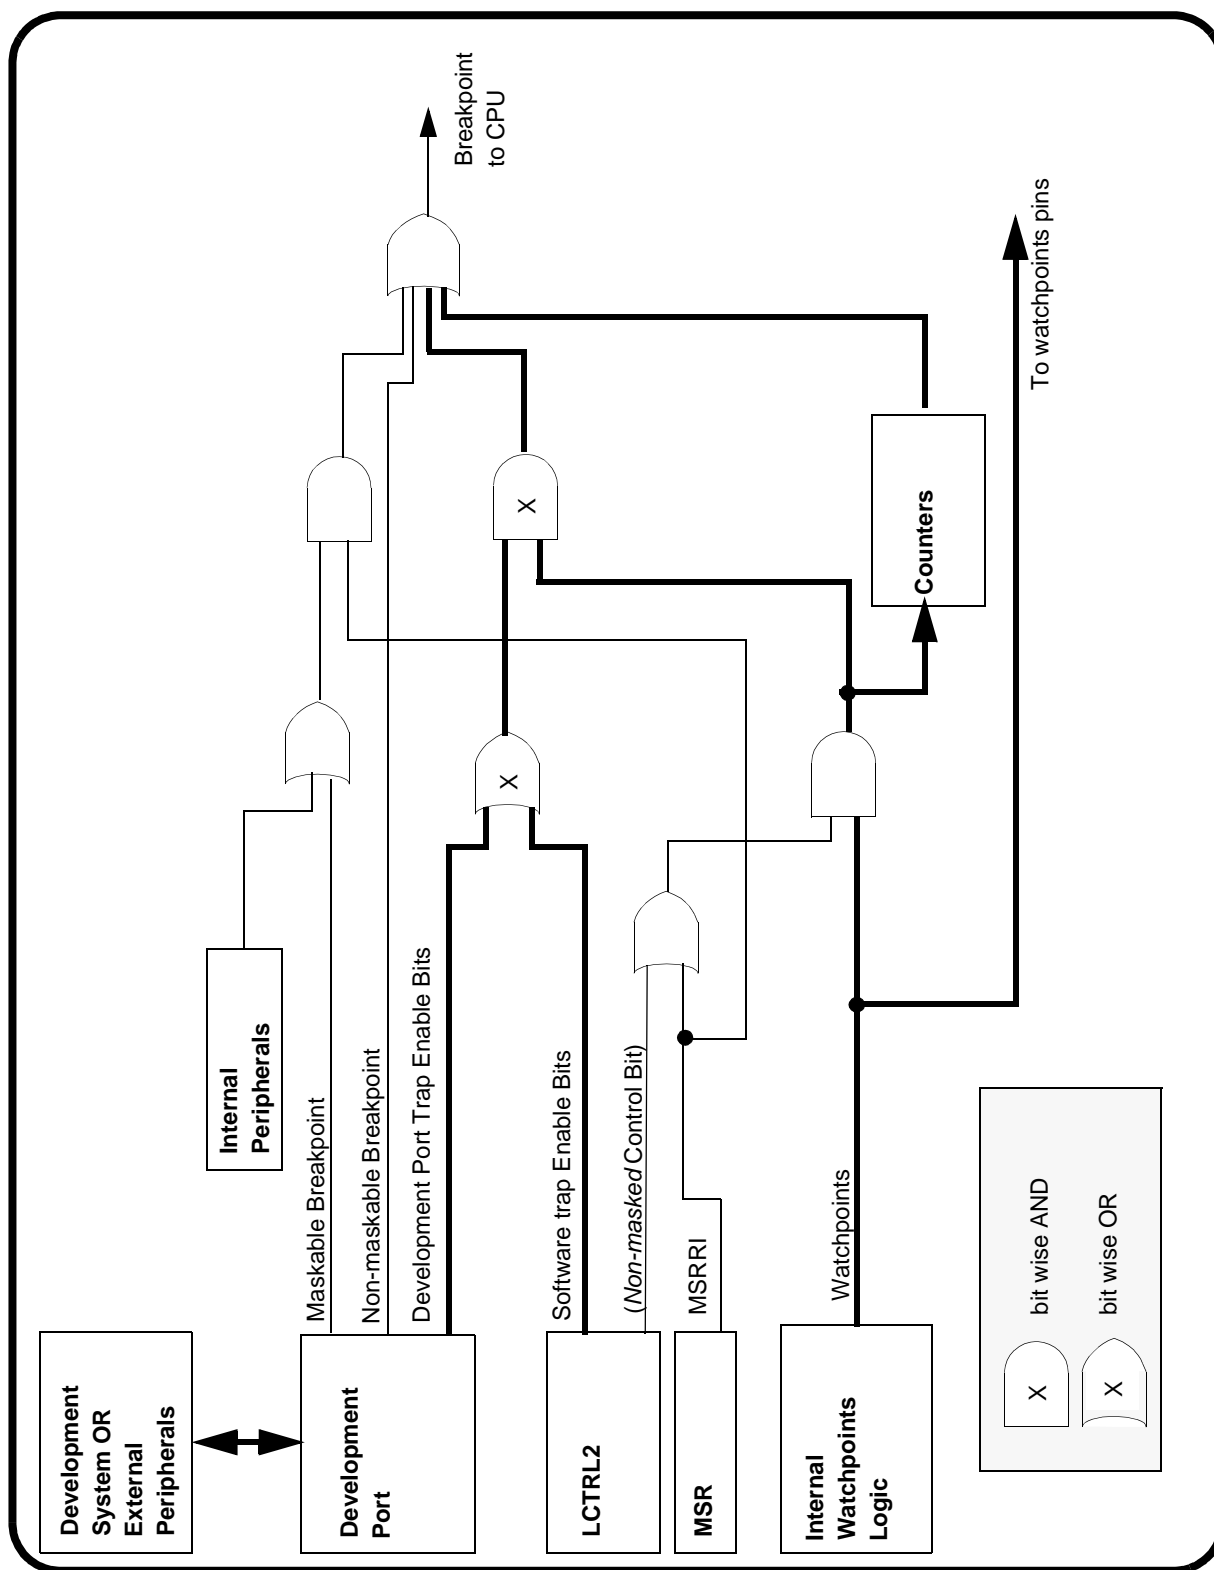 Development
System OR
External
Peripherals
Development
Port
LCTRL2
MSR
Internal
Watchpoints
Logic
Internal
Peripherals
Maskable Breakpoint
Non-maskable Breakpoint
Development Port Trap Enable Bits
Software trap Enable Bits
(Non-masked Control Bit)
MSRRI
Watchpoints
X
X
Counters
Breakpoint
to CPU
To watchpoints pins
X
bit wise AND
X
bit wise OR